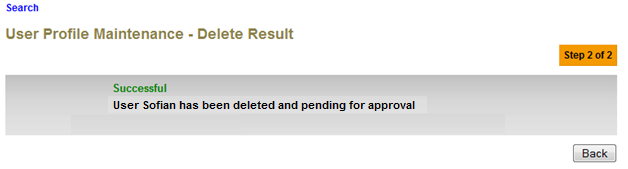 Search
User Profile Maintenance - Delete Result
Step 2 of 2
Successful
User Sofian has been deleted and pending for approval
Back